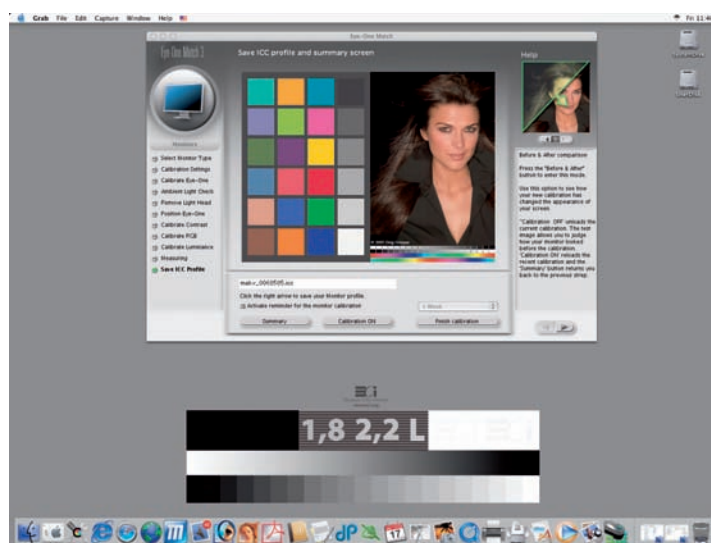 Grab File Edit Capture Window Help
Eye-One Match
Eye-One Match 3
Save ICC profile and summary screen
Help
Monitors
Select Monitor Type
Calibration Settings
Calibrate Eye-One
Ambient Light Check
Remove Light Head
Position Eye-One
Calibrate Contrast
Calibrate RGB
Calibrate Luminance
Measuring
Save ICC Profile
Before & After comparison
Press the "Before & After"
button to enter this mode.
Use this option to see how
your new calibration has
changed the appearance of
your screen.
"Calibration OFF" unloads the
current calibration. The test
image allows you to judge
how your monitor looked
before the calibration.
"Calibration ON" reloads the
recent calibration and the
"Summary" button returns you
back to the previous step.
Click the right arrow to save your Monitor profile.
Activate reminder for the monitor calibration
Summary
Calibration ON
Finish calibration
1,8 2,2 L
17